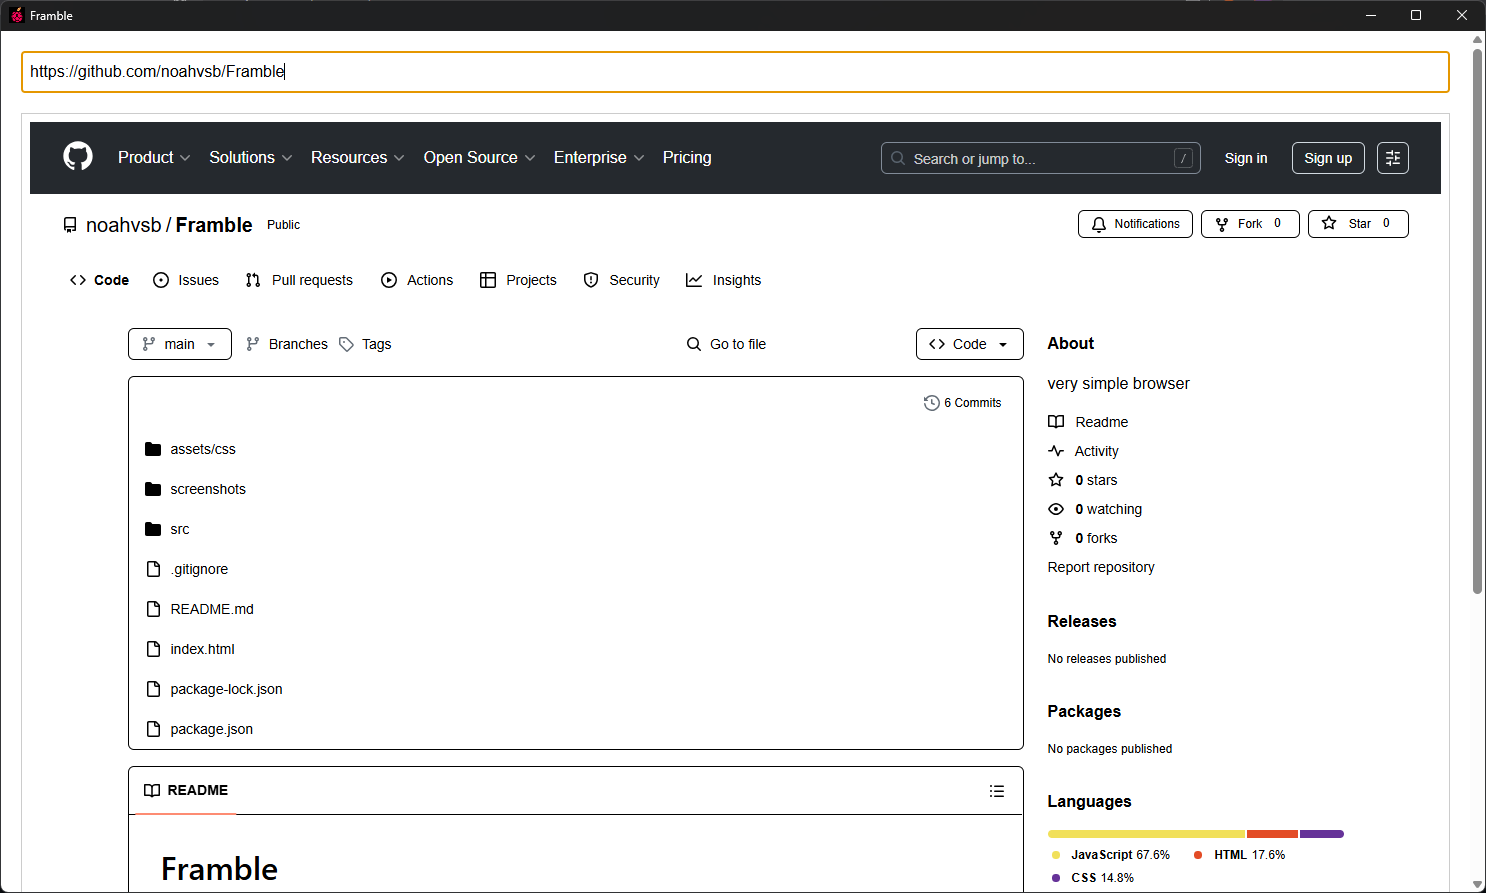 Framble
https://github.com/noahvsb/Framble
Product Solutions Resources Open Source Enterprise Pricing Search or jump to... / Sign in Sign up
noahvsb / Framble Public Notifications Fork 0 Star 0
Code Issues Pull requests Actions Projects Security Insights
main Branches Tags Go to file Code
6 Commits
assets/css
screenshots
src
.gitignore
README.md
index.html
package-lock.json
package.json
README
Framble
About
very simple browser
Readme
Activity
0 stars
0 watching
0 forks
Report repository
Releases
No releases published
Packages
No packages published
Languages
JavaScript 67.6% HTML 17.6%
CSS 14.8%